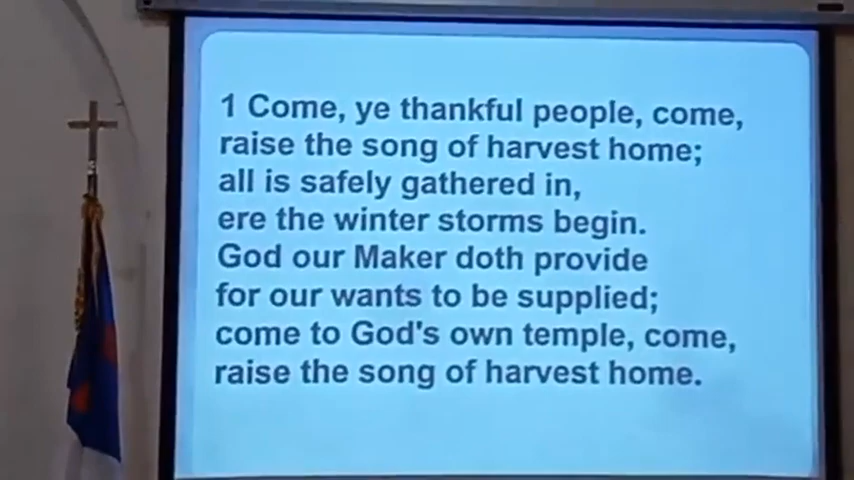 1 Come, ye thankful people, come,
raise the song of harvest home;
all is safely gathered in,
ere the winter storms begin.
God our Maker doth provide
for our wants to be supplied;
come to God's own temple, come,
raise the song of harvest home.